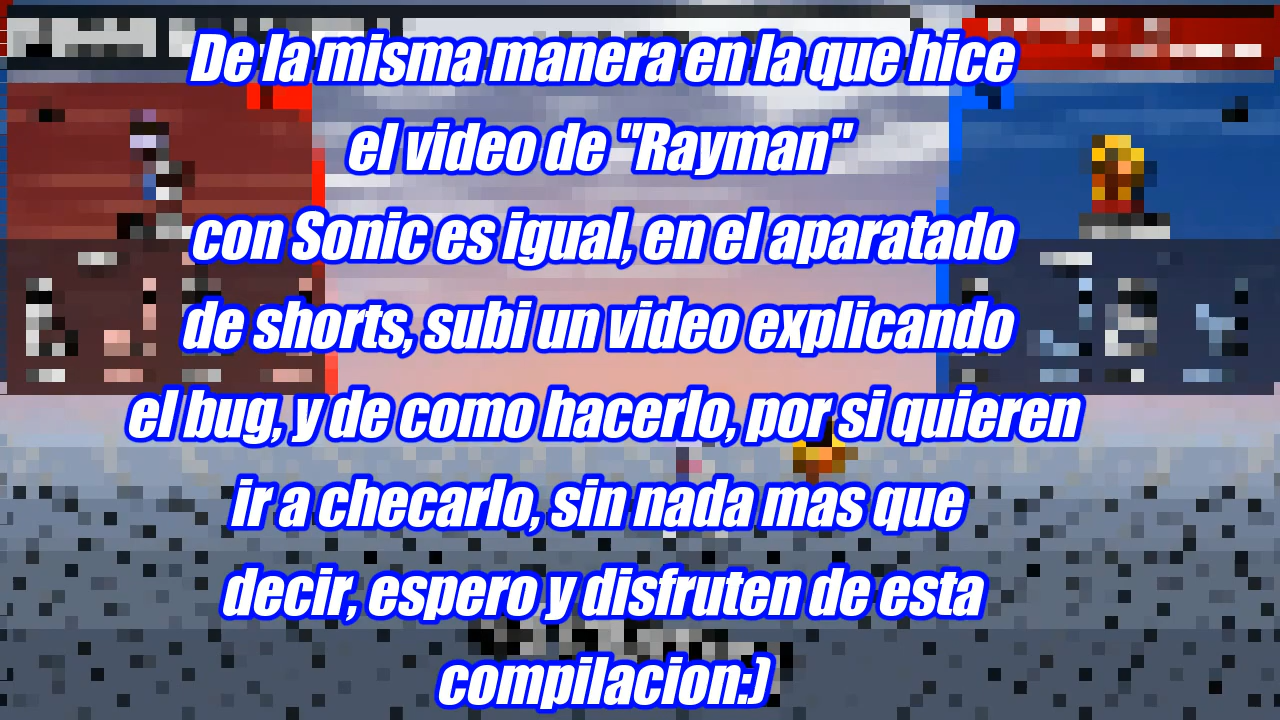 De la misma manera en la que hice
el video de "Rayman"
con Sonic es igual, en el aparatado
de shorts, subi un video explicando
el bug, y de como hacerlo, por si quieren
ir a checarlo, sin nada mas que
decir, espero y disfruten de esta
compilacion:)